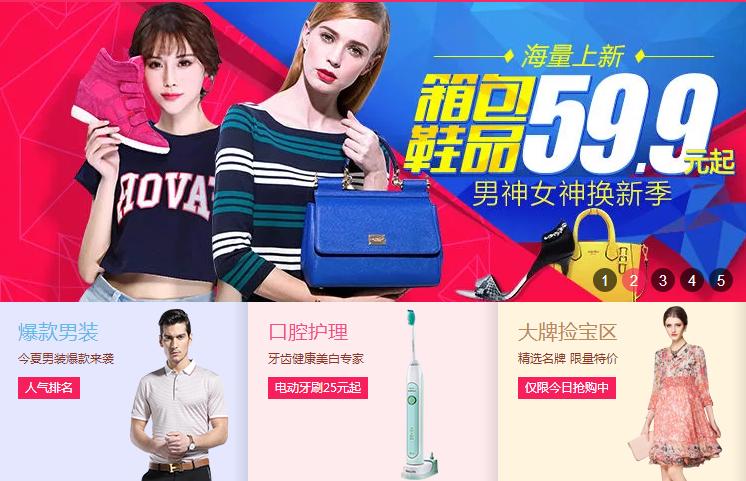 海量上新
箱包
鞋品
59.9元起
男神女神换新季
HOVA
1 2 3 4 5
爆款男装
今夏男装爆款来袭
人气排名
口腔护理
牙齿健康美白专家
电动牙刷25元起
大牌捡宝区
精选名牌 限量特价
仅限今日抢购中